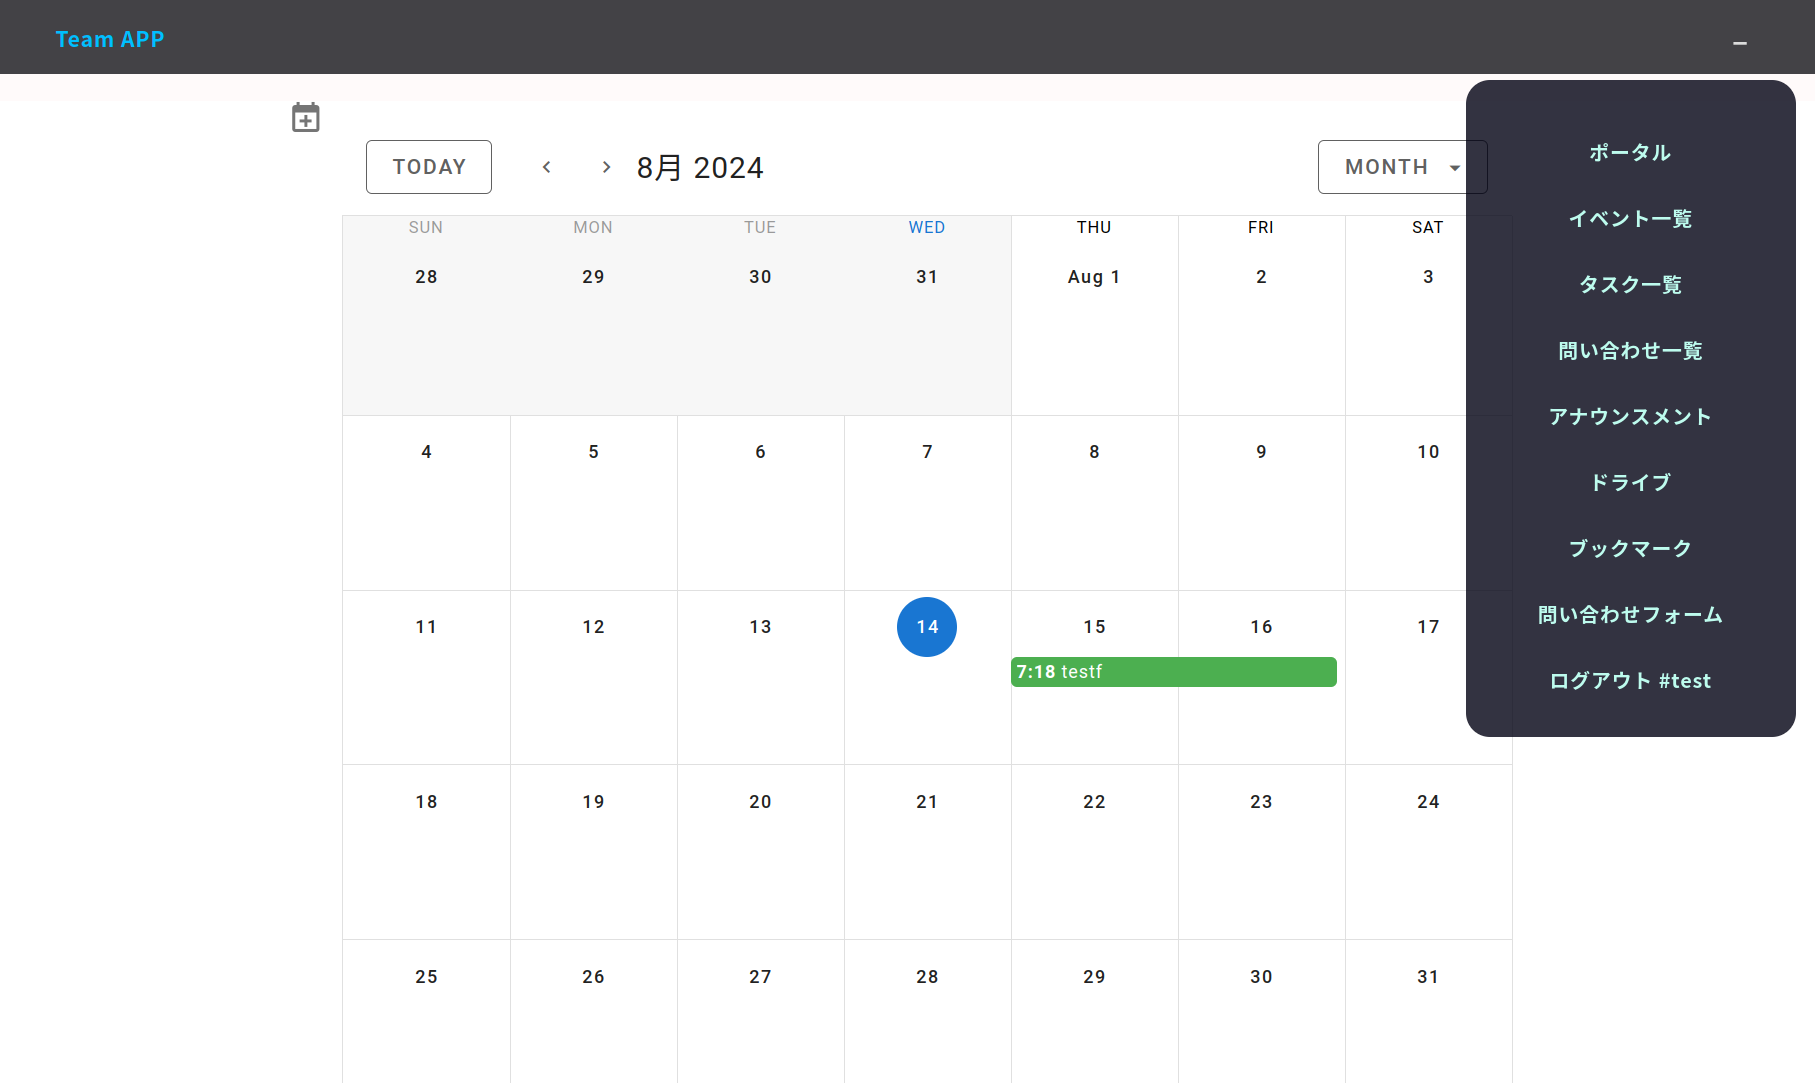 Team APP
TODAY
8月 2024
MONTH
SUN MON TUE WED THU FRI SAT
28 29 30 31 Aug 1 2 3
4 5 6 7 8 9 10
11 12 13 14 15 16 17
7:18 testf
18 19 20 21 22 23 24
25 26 27 28 29 30 31
ポータル
イベント一覧
タスク一覧
問い合わせ一覧
アナウンスメント
ドライブ
ブックマーク
問い合わせフォーム
ログアウト #test